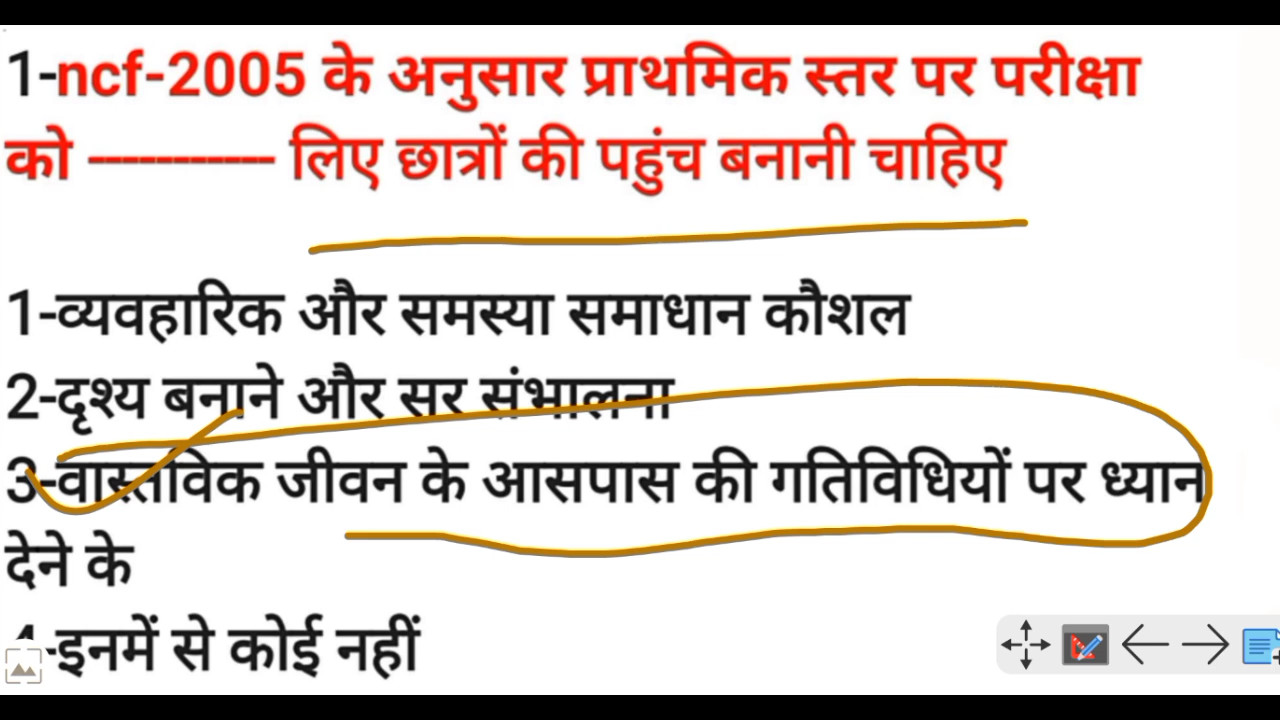 1-ncf-2005 के अनुसार प्राथमिक स्तर पर परीक्षा
को ----------- लिए छात्रों की पहुंच बनानी चाहिए
1-व्यवहारिक और समस्या समाधान कौशल
2-दृश्य बनाने और सर संभालना
3-वास्तविक जीवन के आसपास की गतिविधियों पर ध्यान
देने के
4-इनमें से कोई नहीं